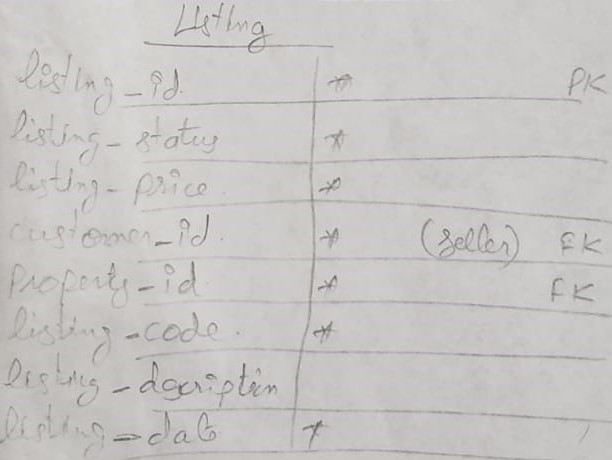 Listing
listing_id * PK
listing-status *
listing-price. *
customer_id. * (seller) FK
Property-id * FK
listing-code. *
listing-description
listing-date *